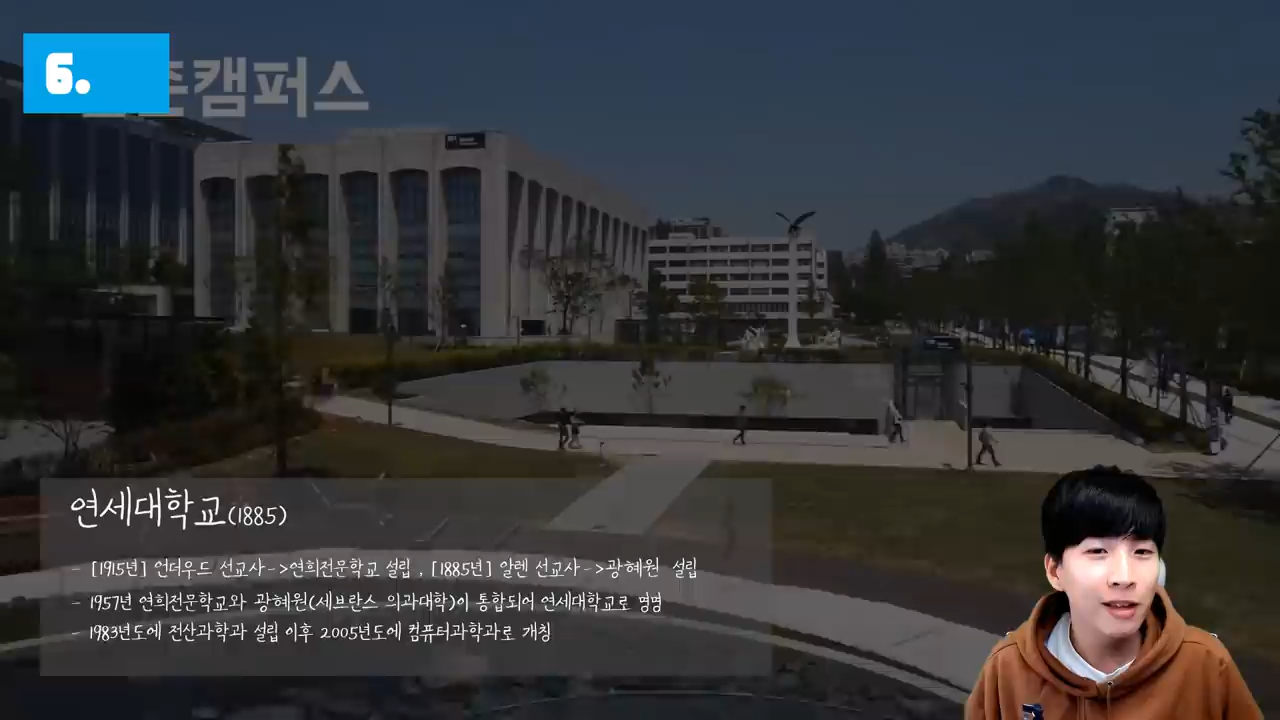 6.
캠퍼스
연세대학교(1885)
- [1915년] 언더우드 선교사->연희전문학교 설립 , [1885년] 알렌 선교사->광혜원 설립
- 1957년 연희전문학교와 광혜원(세브란스 의과대학)이 통합되어 연세대학교로 명명
- 1983년도에 전산과학과 설립 이후 2005년도에 컴퓨터과학과로 개칭